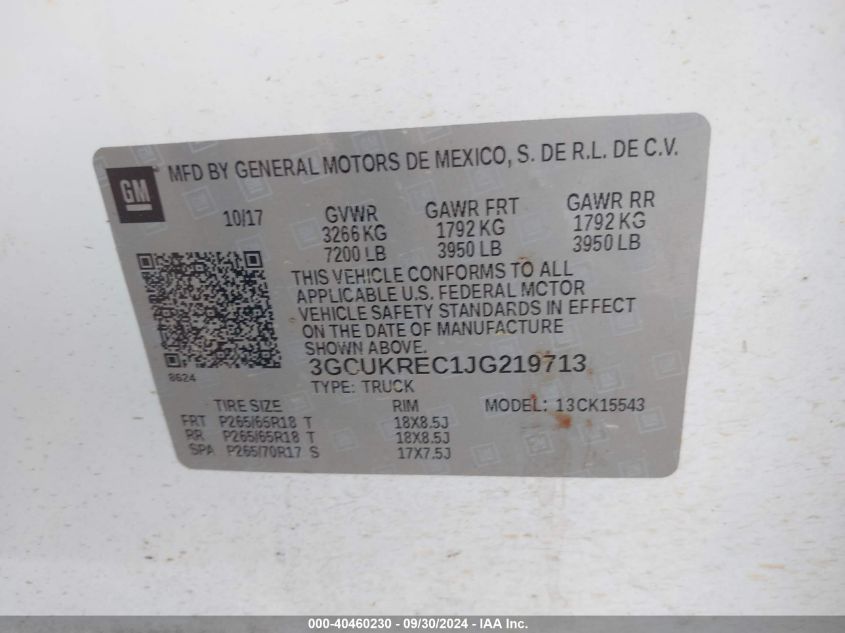 GM
MFD BY GENERAL MOTORS DE MEXICO, S. DE R.L. DE C.V.
10/17 GVWR GAWR FRT GAWR RR
3266 KG 1792 KG 1792 KG
7200 LB 3950 LB 3950 LB
THIS VEHICLE CONFORMS TO ALL
APPLICABLE U.S. FEDERAL MOTOR
VEHICLE SAFETY STANDARDS IN EFFECT
ON THE DATE OF MANUFACTURE
SHOWN ABOVE.
8624
3GCUKREC1JG219713
TYPE: TRUCK
TIRE SIZE RIM MODEL: 13CK15543
FRT P265/65R18 T 18X8.5J
RR P265/65R18 T 18X8.5J
SPA P265/70R17 S 17X7.5J
000-40460230 - 09/30/2024 - IAA Inc.